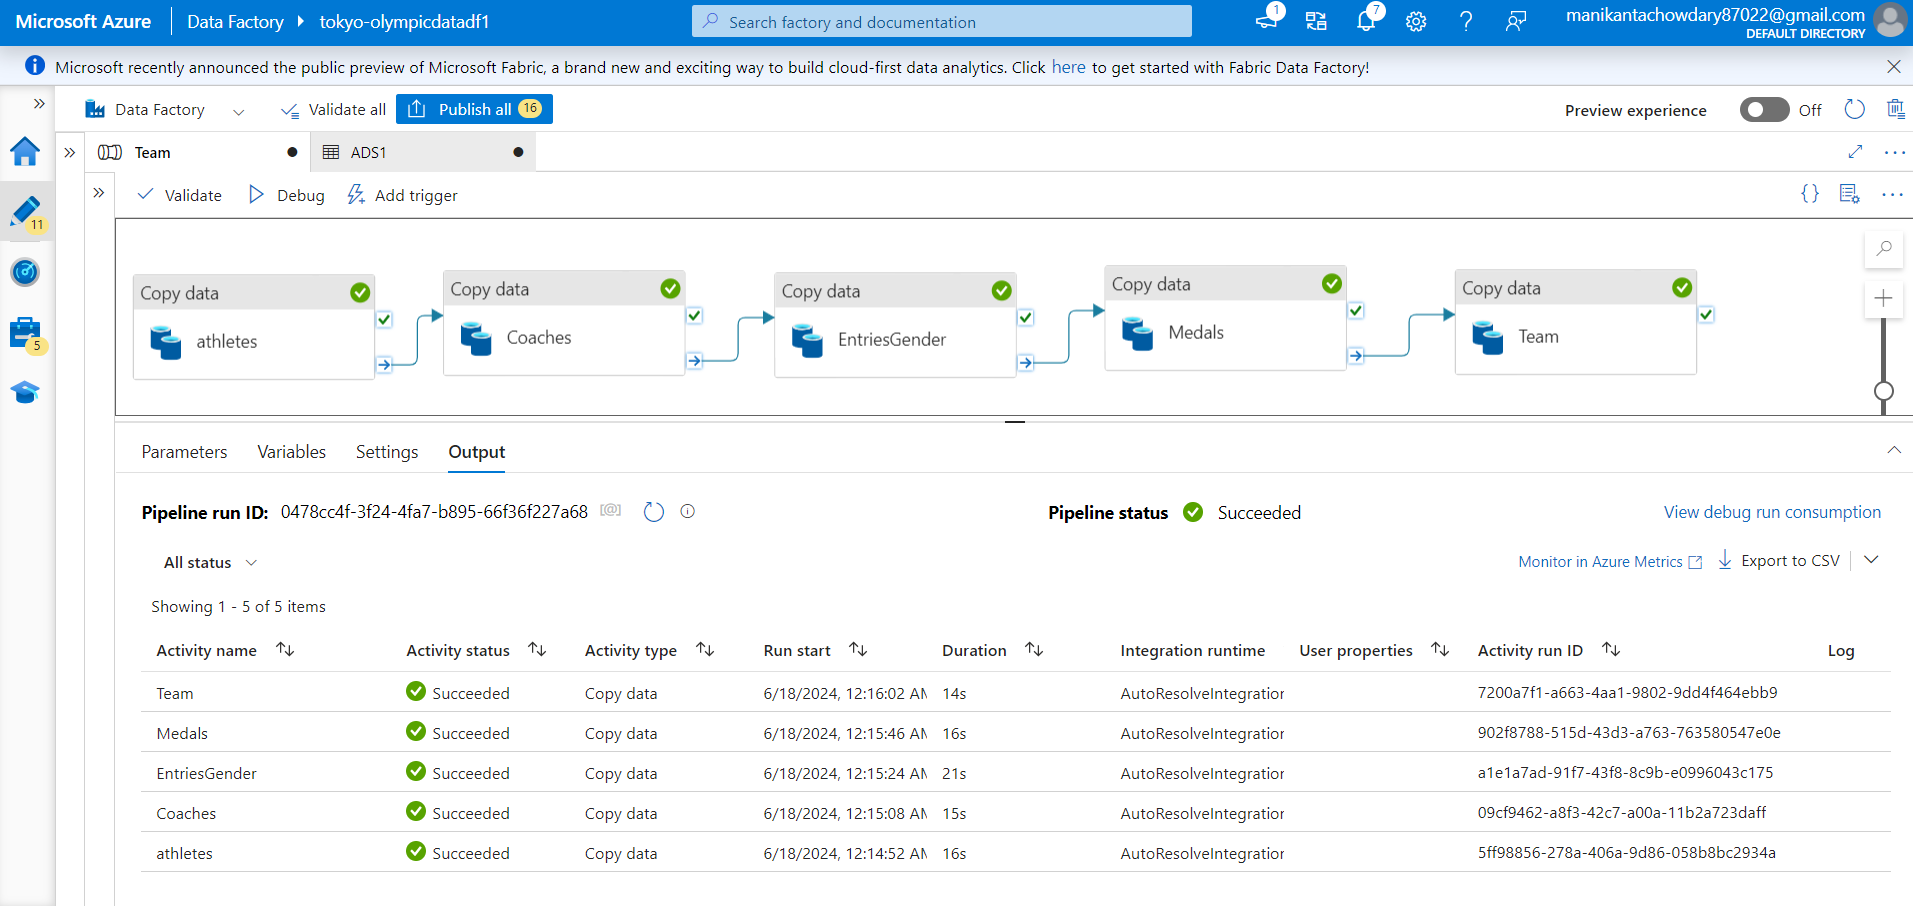 Microsoft Azure Data Factory tokyo-olympicdatadf1 Search factory and documentation 1 7 manikantachowdary87022@gmail.com
DEFAULT DIRECTORY
Microsoft recently announced the public preview of Microsoft Fabric, a brand new and exciting way to build cloud-first data analytics. Click here to get started with Fabric Data Factory!
Data Factory Validate all Publish all 16 Preview experience Off
Team ADS1
Validate Debug Add trigger
11
5
Copy data
athletes
Copy data
Coaches
Copy data
EntriesGender
Copy data
Medals
Copy data
Team
Parameters Variables Settings Output
Pipeline run ID: 0478cc4f-3f24-4fa7-b895-66f36f227a68 [@] Pipeline status Succeeded View debug run consumption
All status Monitor in Azure Metrics Export to CSV
Showing 1 - 5 of 5 items
Activity name Activity status Activity type Run start Duration Integration runtime User properties Activity run ID Log
Team Succeeded Copy data 6/18/2024, 12:16:02 AM 14s AutoResolveIntegration 7200a7f1-a663-4aa1-9802-9dd4f464ebb9
Medals Succeeded Copy data 6/18/2024, 12:15:46 AM 16s AutoResolveIntegration 902f8788-515d-43d3-a763-763580547e0e
EntriesGender Succeeded Copy data 6/18/2024, 12:15:24 AM 21s AutoResolveIntegration a1e1a7ad-91f7-43f8-8c9b-e0996043c175
Coaches Succeeded Copy data 6/18/2024, 12:15:08 AM 15s AutoResolveIntegration 09cf9462-a8f3-42c7-a00a-11b2a723daff
athletes Succeeded Copy data 6/18/2024, 12:14:52 AM 16s AutoResolveIntegration 5ff98856-278a-406a-9d86-058b8bc2934a